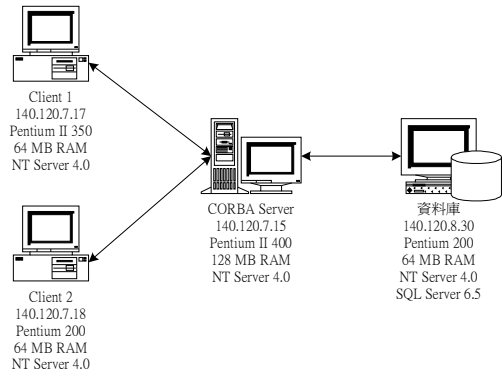 Client 1
140.120.7.17
Pentium II 350
64 MB RAM
NT Server 4.0
CORBA Server
140.120.7.15
Pentium II 400
128 MB RAM
NT Server 4.0
資料庫
140.120.8.30
Pentium 200
64 MB RAM
NT Server 4.0
SQL Server 6.5
Client 2
140.120.7.18
Pentium 200
64 MB RAM
NT Server 4.0